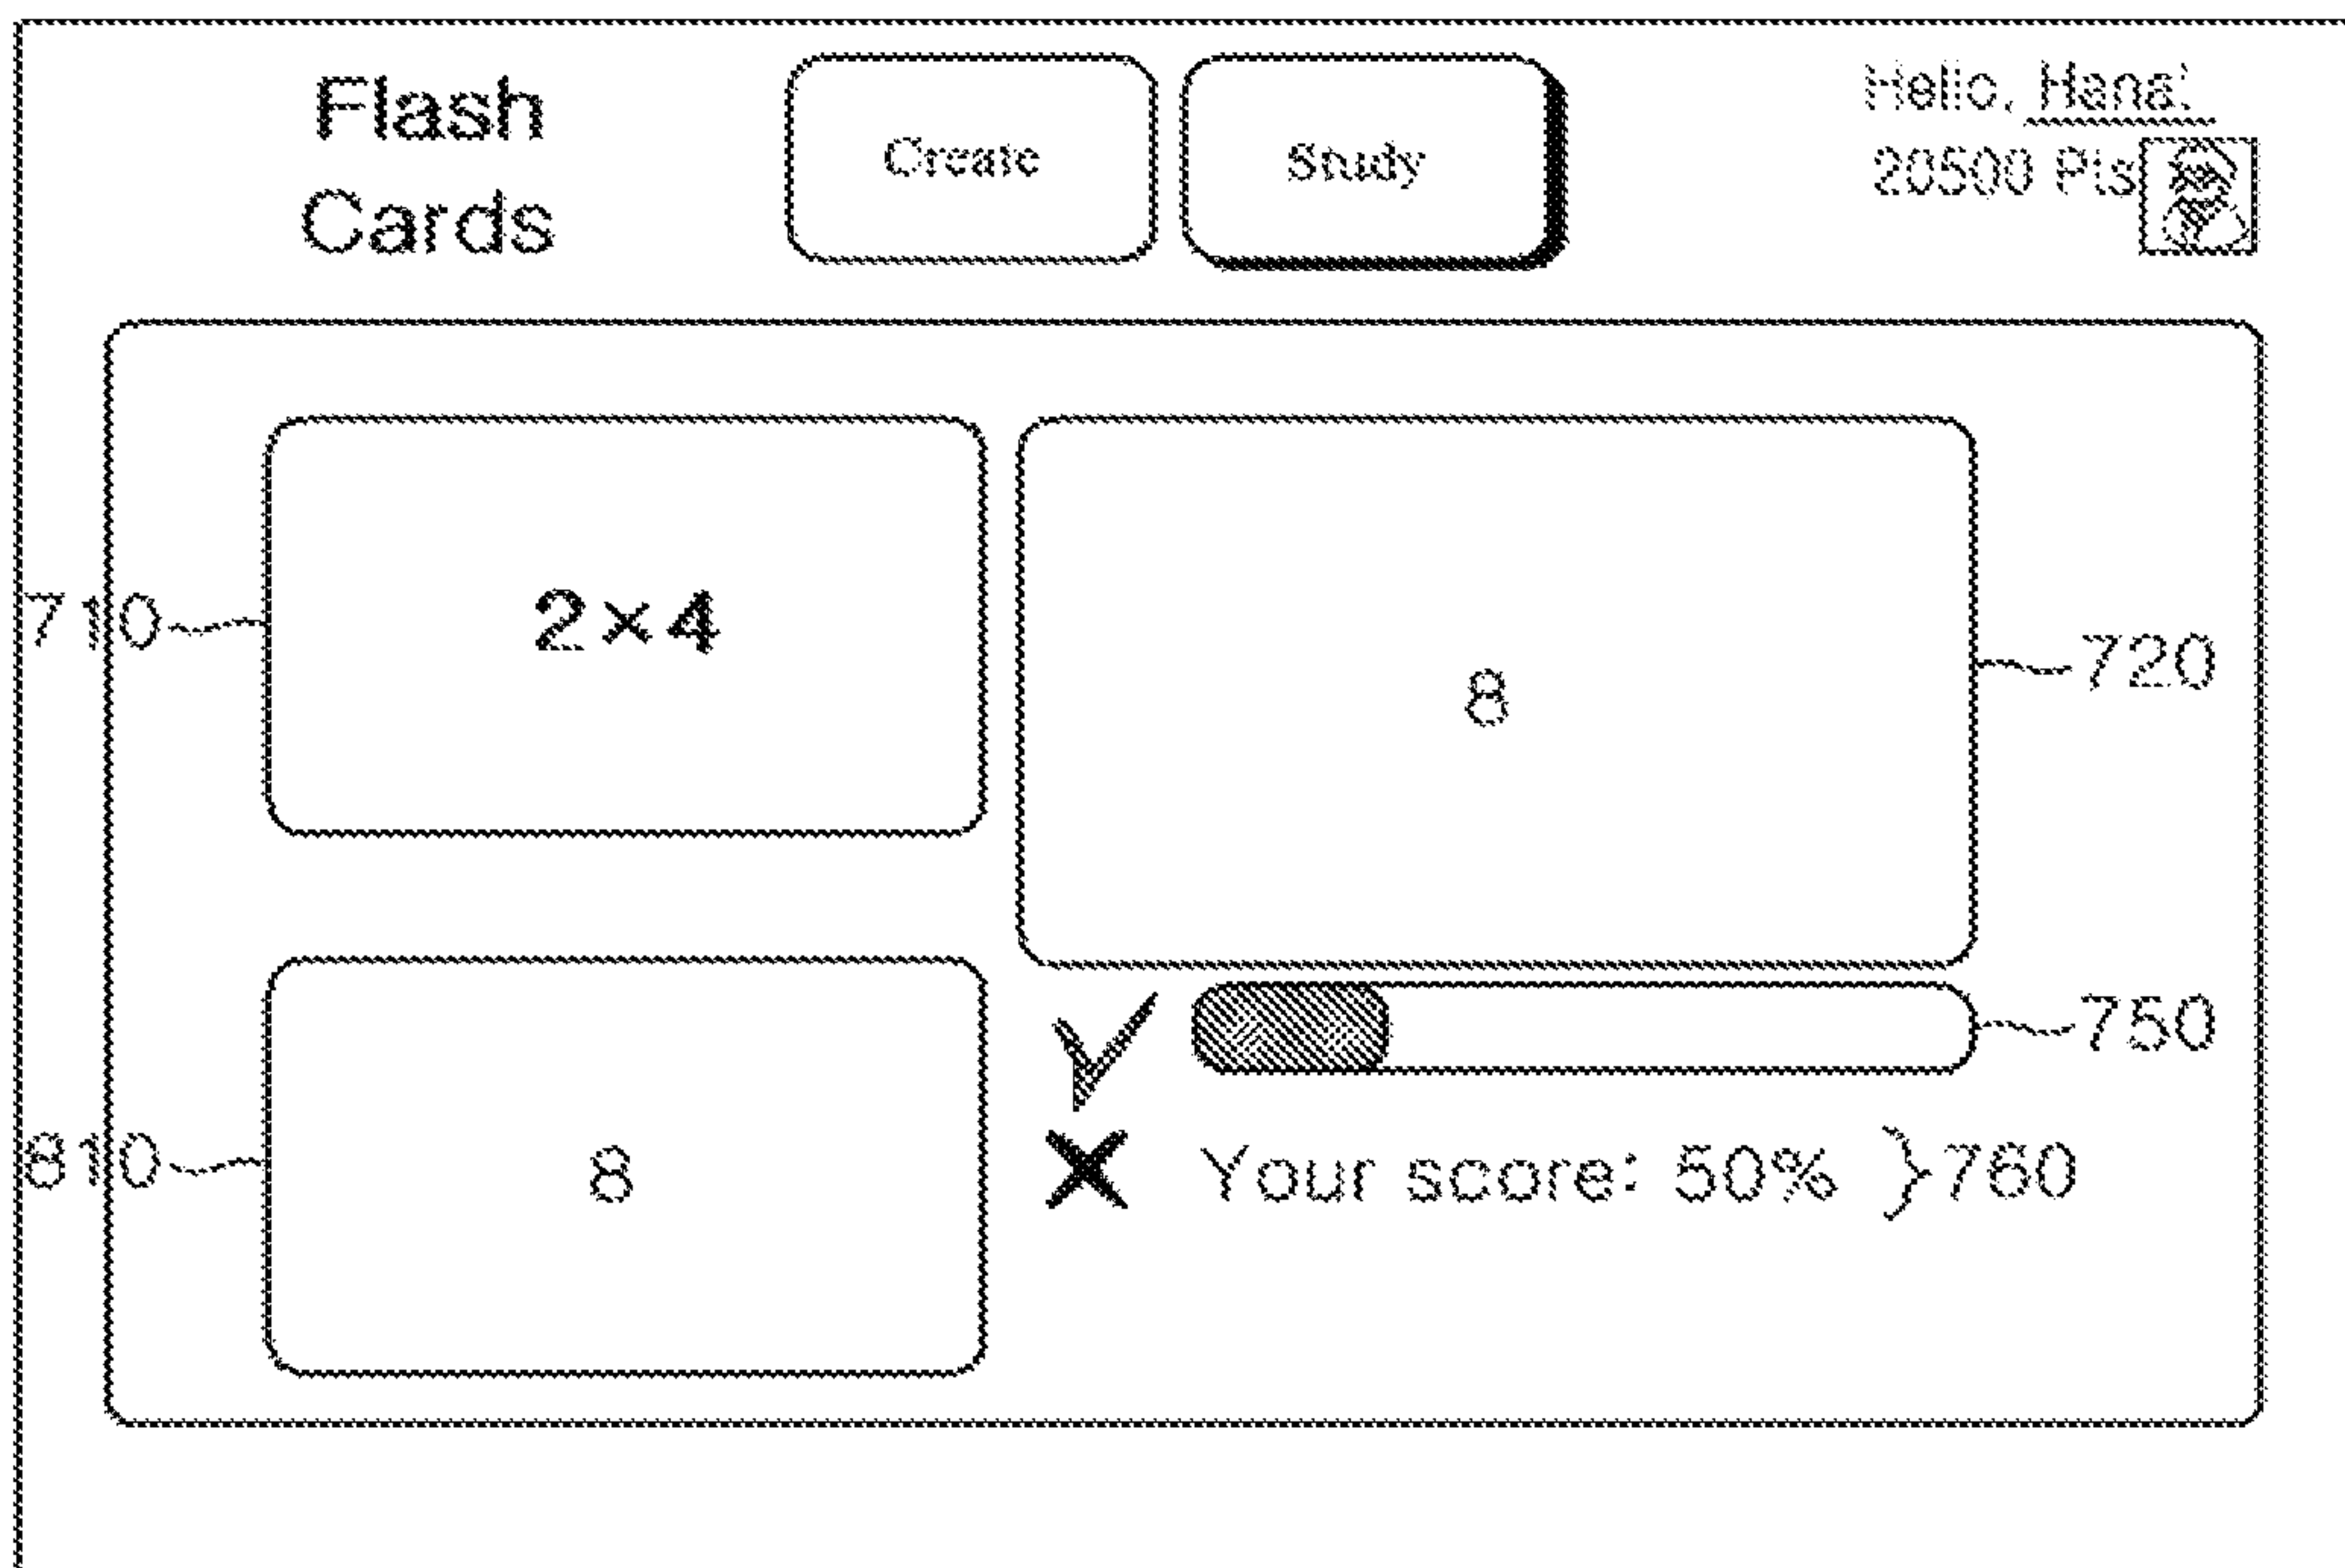 Flash
Cards
Create
Study
Hello, Hana!
20500 Pts
710
2×4
8
720
750
810
8
Your score: 50%
760